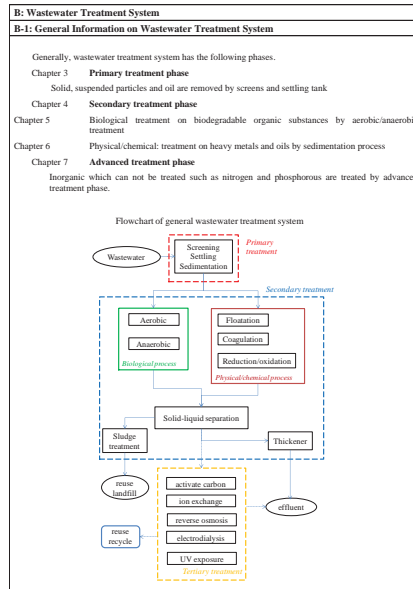 B: Wastewater Treatment System
B-1: General Information on Wastewater Treatment System
Generally, wastewater treatment system has the following phases.
Chapter 3 Primary treatment phase
Solid, suspended particles and oil are removed by screens and settling tank
Chapter 4 Secondary treatment phase
Chapter 5 Biological treatment on biodegradable organic substances by aerobic/anaerobi
treatment
Chapter 6 Physical/chemical: treatment on heavy metals and oils by sedimentation process
Chapter 7 Advanced treatment phase
Inorganic which can not be treated such as nitrogen and phosphorous are treated by advance
treatment phase.
Flowchart of general wastewater treatment system
Wastewater
Screening
Settling
Sedimentation
Primary
treatment
Secondary treatment
Aerobic
Anaerobic
Biological process
Floatation
Coagulation
Reduction/oxidation
Physical/chemical process
Solid-liquid separation
Sludge
treatment
Thickener
reuse
landfill
activate carbon
ion exchange
reverse osmosis
electrodialysis
UV exposure
Tertiary treatment
effluent
reuse
recycle